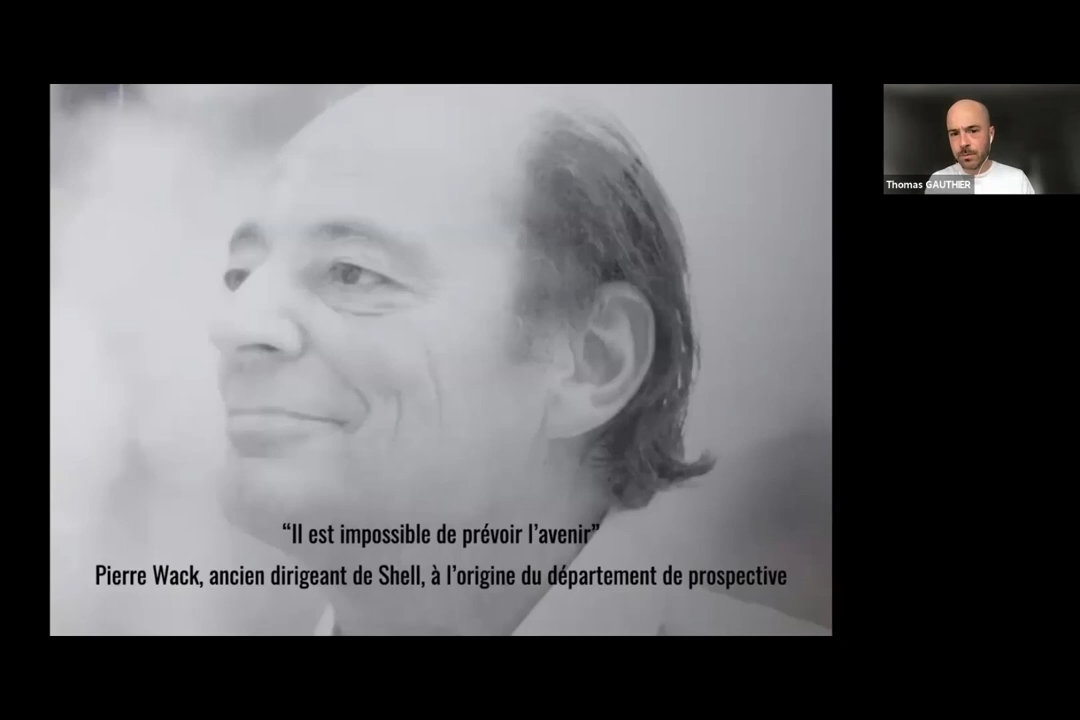 “Il est impossible de prévoir l’avenir”
Pierre Wack, ancien dirigeant de Shell, à l’origine du département de prospective
Thomas GAUTHIER